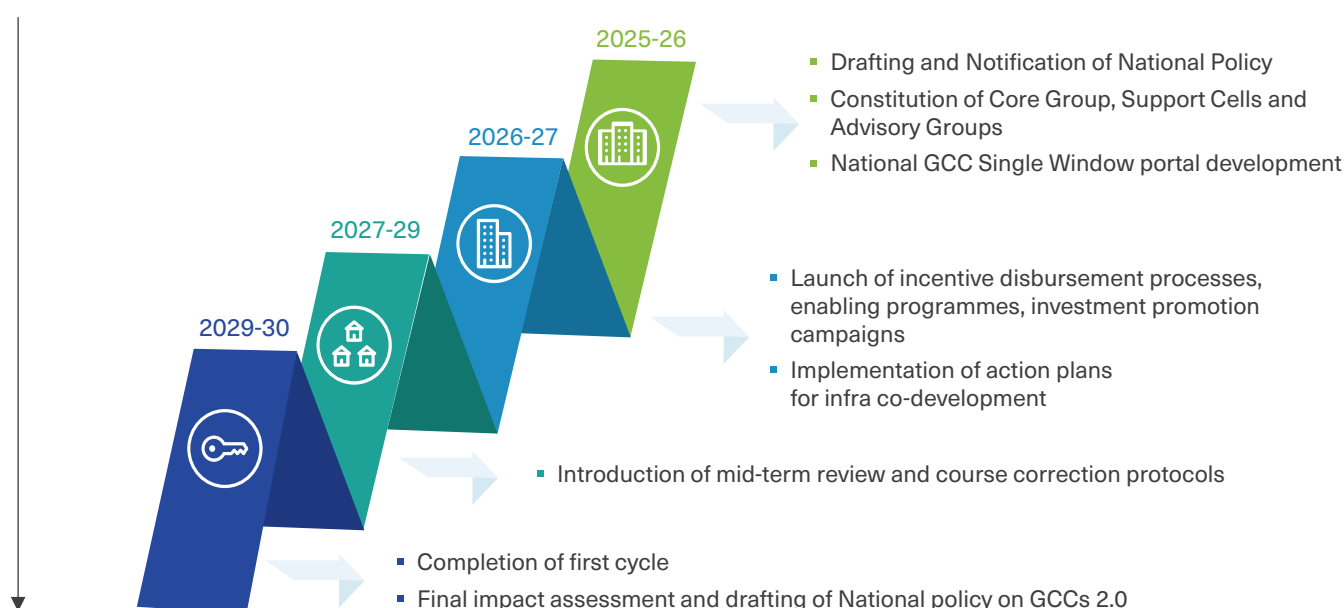 2025-26
▪ Drafting and Notification of National Policy
▪ Constitution of Core Group, Support Cells and
Advisory Groups
▪ National GCC Single Window portal development
2026-27
▪ Launch of incentive disbursement processes,
enabling programmes, investment promotion
campaigns
▪ Implementation of action plans
for infra co-development
2027-29
▪ Introduction of mid-term review and course correction protocols
2029-30
▪ Completion of first cycle
▪ Final impact assessment and drafting of National policy on GCCs 2.0